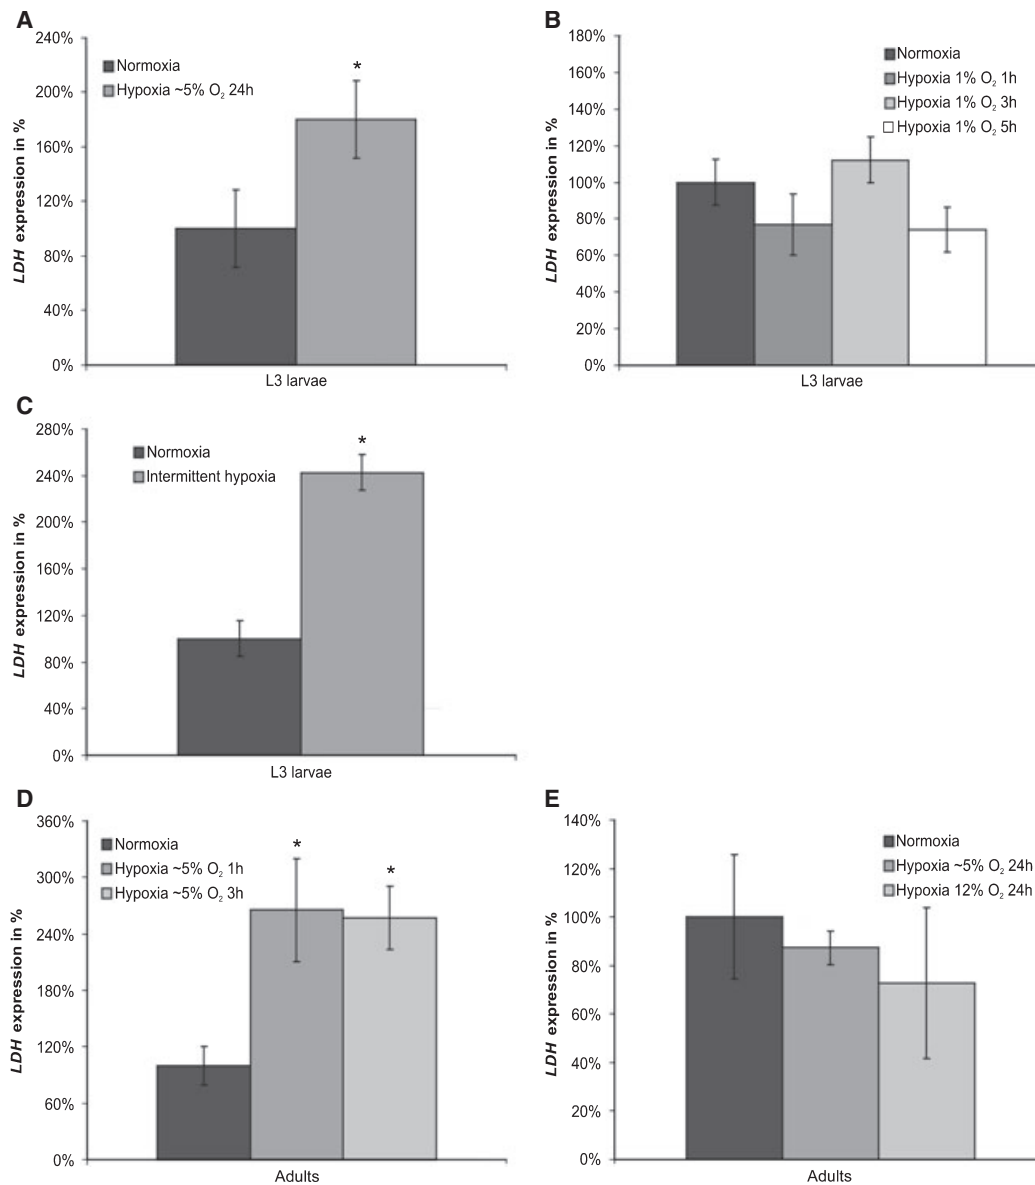 A
240%
200%
160%
120%
80%
40%
0%
LDH expression in %
Normoxia
Hypoxia ~5% O2 24h
*
L3 larvae
B
180%
160%
140%
120%
100%
80%
60%
40%
20%
0%
LDH expression in %
Normoxia
Hypoxia 1% O2 1h
Hypoxia 1% O2 3h
Hypoxia 1% O2 5h
L3 larvae
C
280%
240%
200%
160%
120%
80%
40%
0%
LDH expression in %
Normoxia
Intermittent hypoxia
*
L3 larvae
D
360%
300%
240%
180%
120%
60%
0%
LDH expression in %
Normoxia
Hypoxia ~5% O2 1h
Hypoxia ~5% O2 3h
*
*
Adults
E
140%
120%
100%
80%
60%
40%
20%
0%
LDH expression in %
Normoxia
Hypoxia ~5% O2 24h
Hypoxia 12% O2 24h
Adults